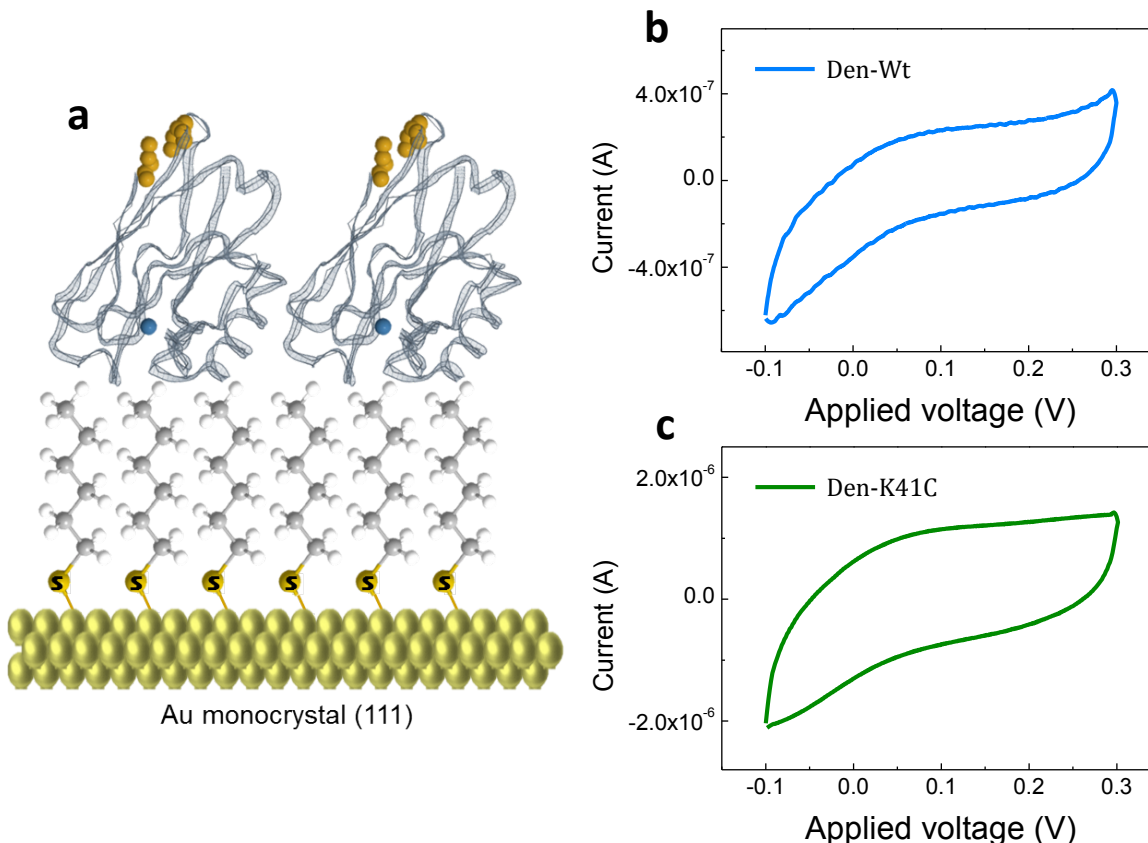 a
S S S S S S
Au monocrystal (111)
b
Den-Wt
4.0x10⁻⁷
0.0
-4.0x10⁻⁷
Current (A)
-0.1 0.0 0.1 0.2 0.3
Applied voltage (V)
c
Den-K41C
2.0x10⁻⁶
0.0
-2.0x10⁻⁶
Current (A)
-0.1 0.0 0.1 0.2 0.3
Applied voltage (V)